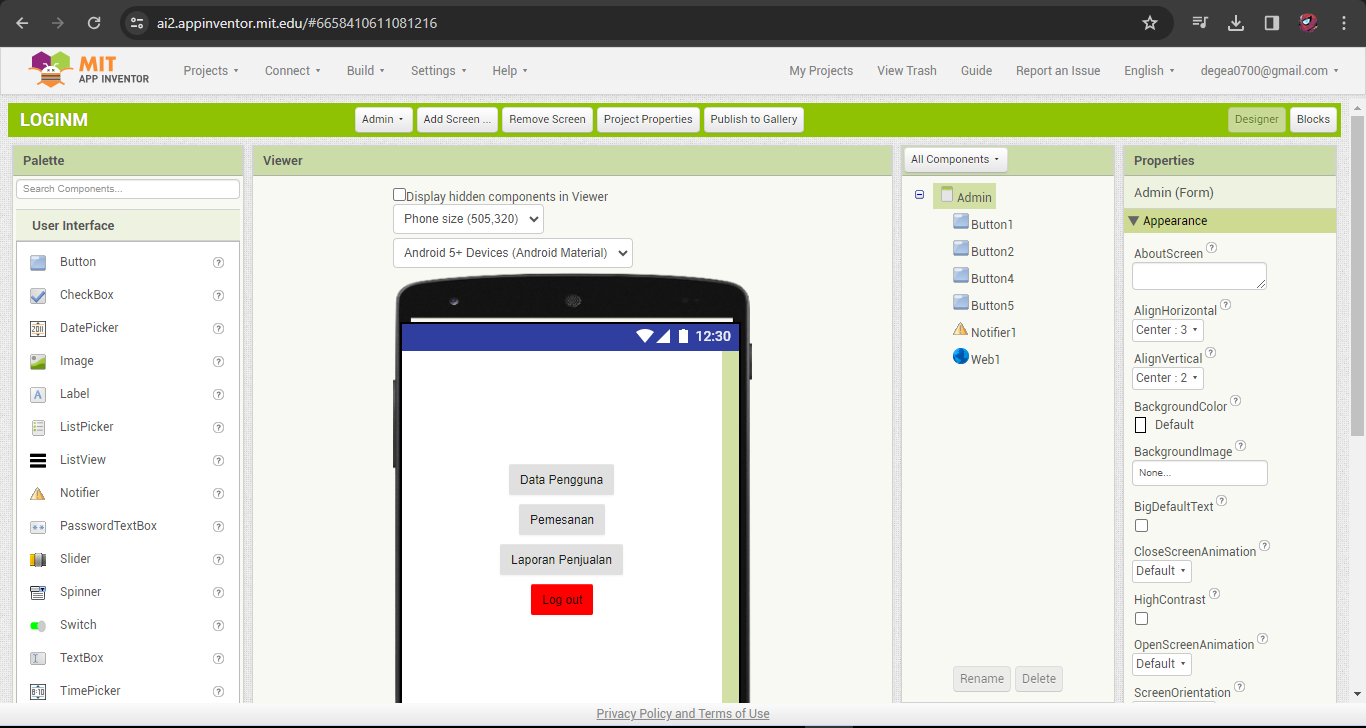 ai2.appinventor.mit.edu/#6658410611081216
MIT
APP INVENTOR
Projects
Connect
Build
Settings
Help
My Projects
View Trash
Guide
Report an Issue
English
degea0700@gmail.com
LOGINM
Admin
Add Screen ...
Remove Screen
Project Properties
Publish to Gallery
Designer
Blocks
Palette
Search Components...
User Interface
Button
CheckBox
DatePicker
Image
Label
ListPicker
ListView
Notifier
PasswordTextBox
Slider
Spinner
Switch
TextBox
TimePicker
Viewer
Display hidden components in Viewer
Phone size (505,320)
Android 5+ Devices (Android Material)
12:30
Data Pengguna
Pemesanan
Laporan Penjualan
Log out
All Components
Admin
Button1
Button2
Button4
Button5
Notifier1
Web1
Rename
Delete
Properties
Admin (Form)
Appearance
AboutScreen
AlignHorizontal
Center : 3
AlignVertical
Center : 2
BackgroundColor
Default
BackgroundImage
None...
BigDefaultText
CloseScreenAnimation
Default
HighContrast
OpenScreenAnimation
Default
ScreenOrientation
Privacy Policy and Terms of Use